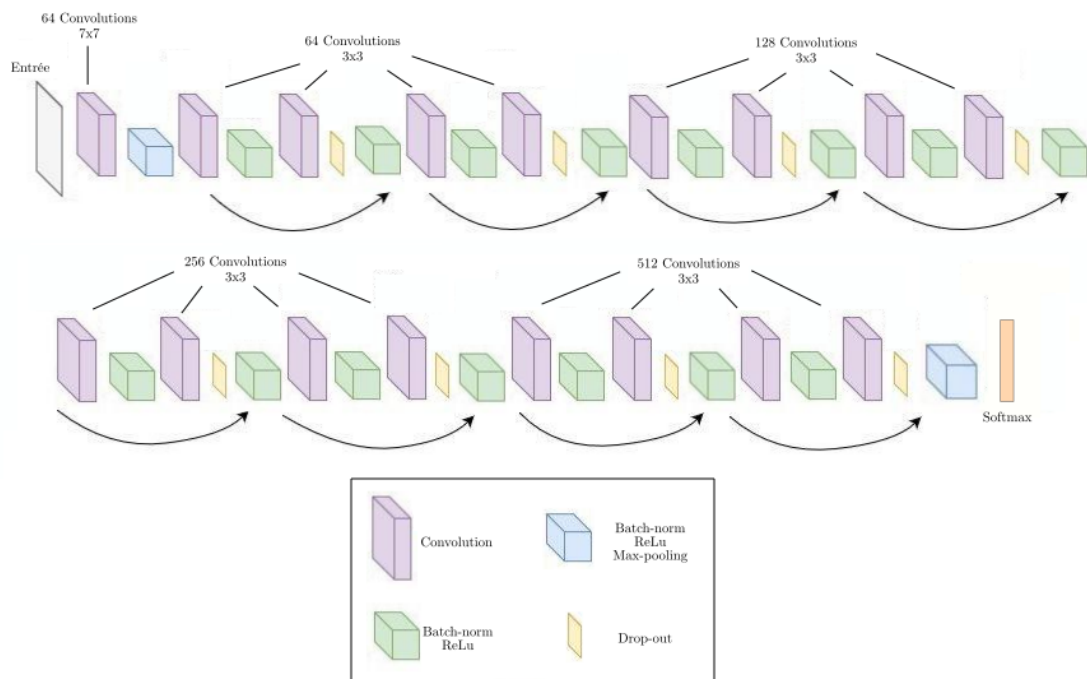 64 Convolutions
7x7
Entrée
64 Convolutions
3x3
128 Convolutions
3x3
256 Convolutions
3x3
512 Convolutions
3x3
Softmax
Convolution
Batch-norm
ReLu
Max-pooling
Batch-norm
ReLu
Drop-out